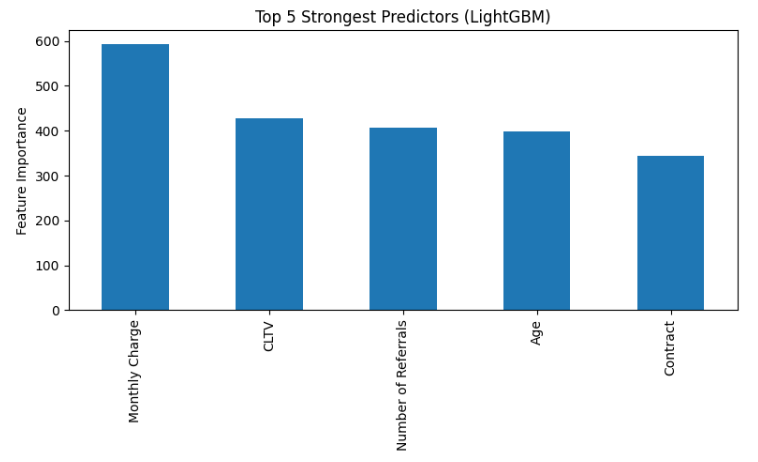 Top 5 Strongest Predictors (LightGBM)
Feature Importance
600
500
400
300
200
100
0
Monthly Charge
CLTV
Number of Referrals
Age
Contract